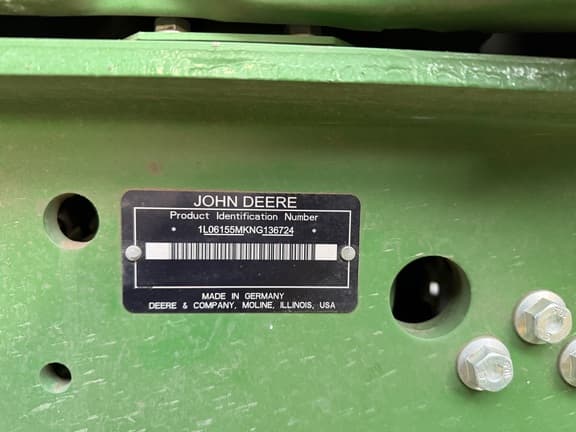 JOHN DEERE
Product Identification Number
* 1L06155MKNG136724 *
MADE IN GERMANY
DEERE & COMPANY, MOLINE, ILLINOIS, USA